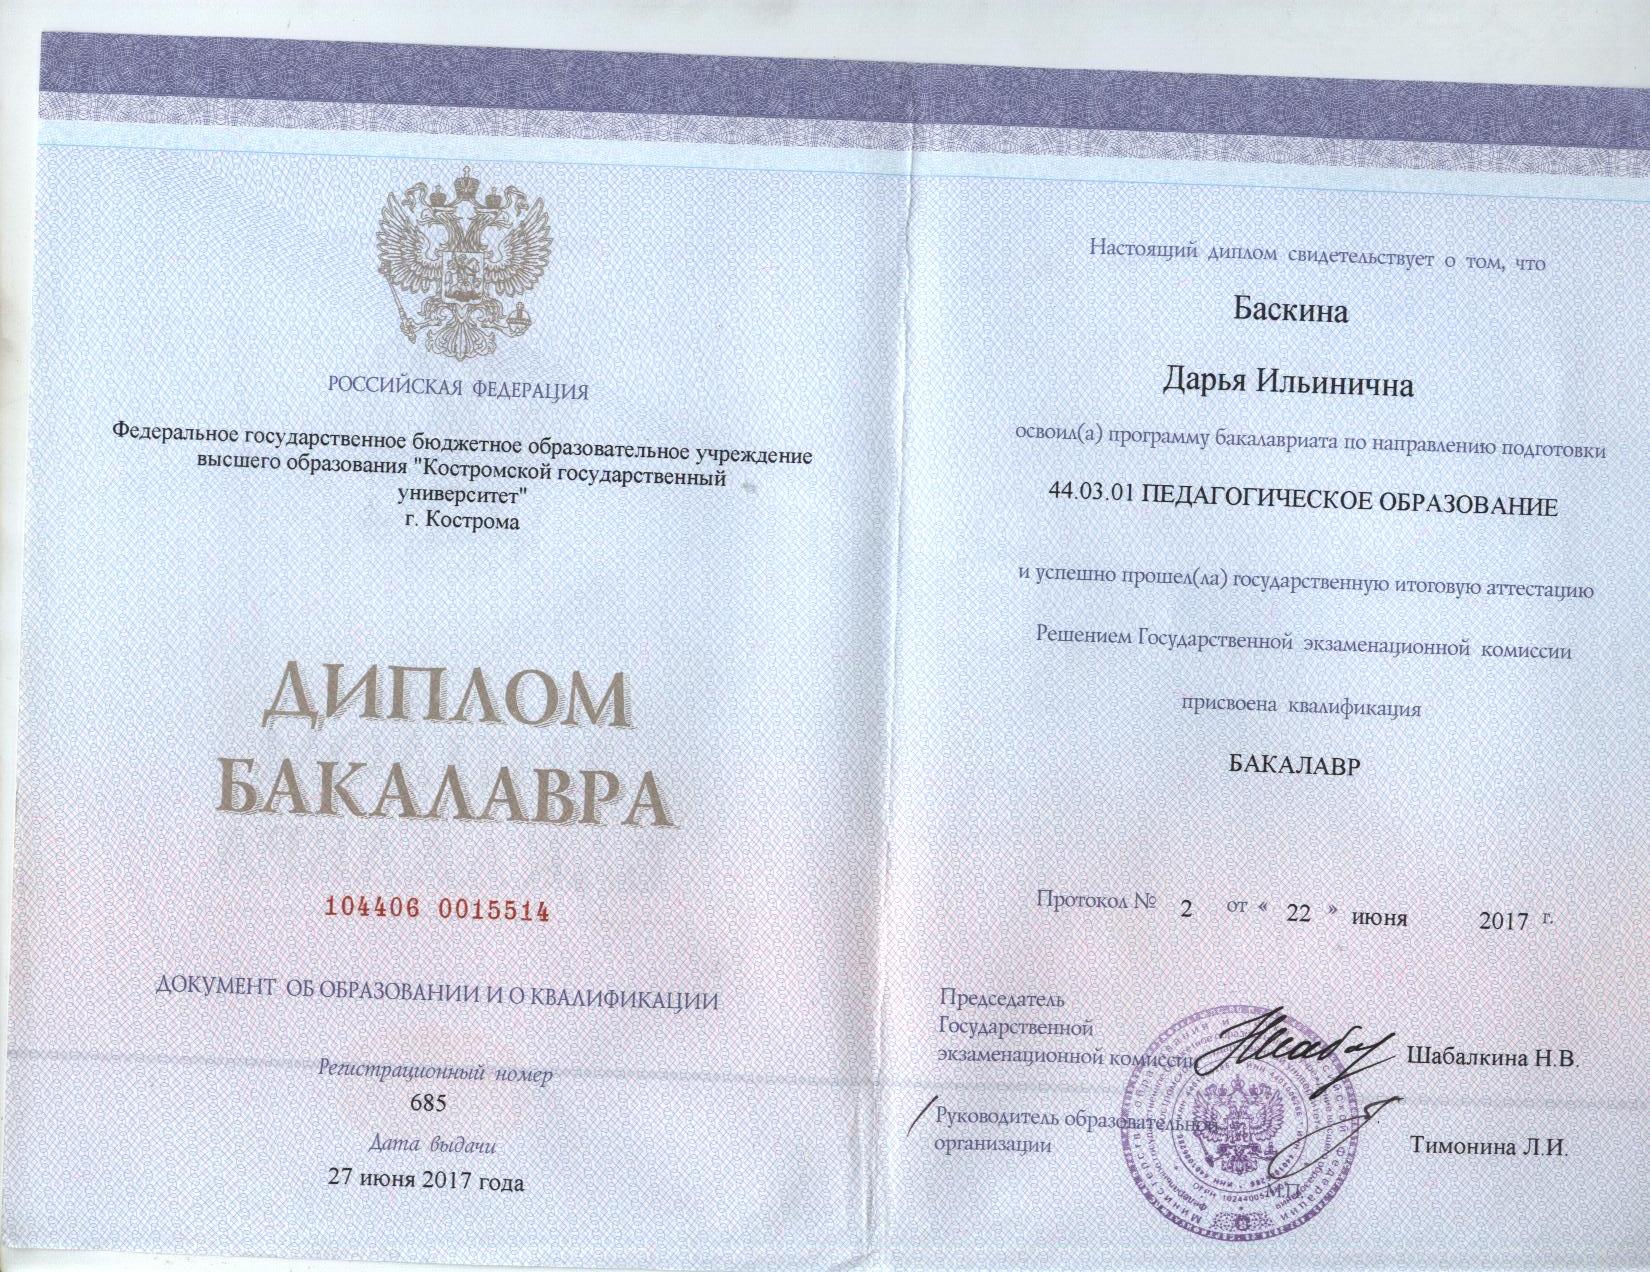 РОССИЙСКАЯ ФЕДЕРАЦИЯ
Федеральное государственное бюджетное образовательное учреждение
высшего образования "Костромской государственный
университет"
г. Кострома
ДИПЛОМ
БАКАЛАВРА
104406 0015514
ДОКУМЕНТ ОБ ОБРАЗОВАНИИ И О КВАЛИФИКАЦИИ
Регистрационный номер
685
Дата выдачи
27 июня 2017 года
Настоящий диплом свидетельствует о том, что
Баскина
Дарья Ильинична
освоил(а) программу бакалавриата по направлению подготовки
44.03.01 ПЕДАГОГИЧЕСКОЕ ОБРАЗОВАНИЕ
и успешно прошел(ла) государственную итоговую аттестацию
Решением Государственной экзаменационной комиссии
присвоена квалификация
БАКАЛАВР
Протокол № 2 от « 22 » июня 2017 г.
Председатель
Государственной
экзаменационной комиссии
Шабалкина Н.В.
Руководитель образовательной
организации
Тимонина Л.И.
М.П.